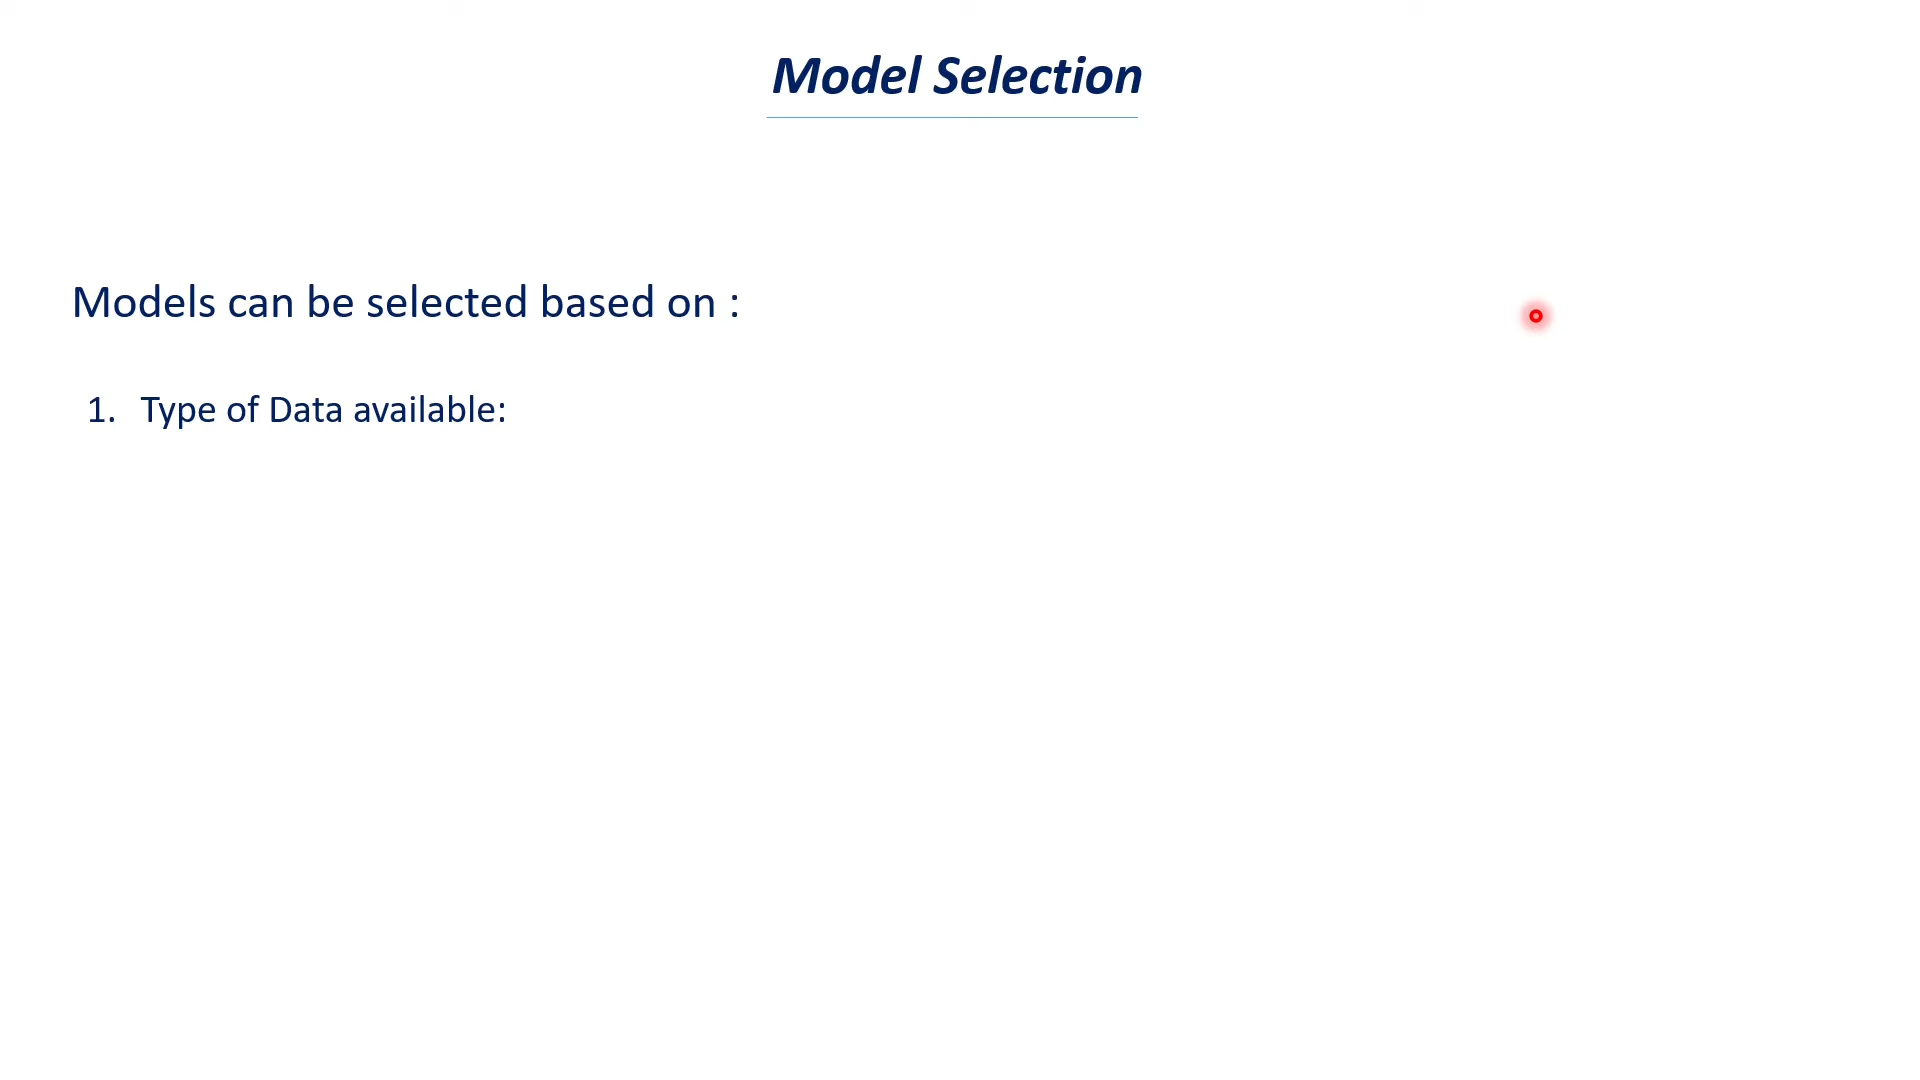 Model Selection
Models can be selected based on :
1. Type of Data available: